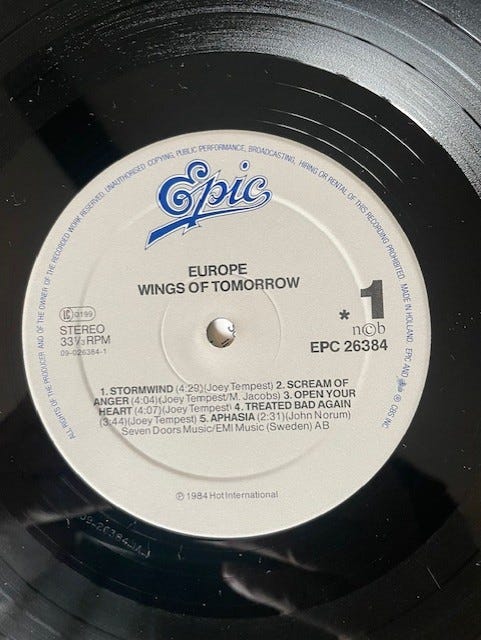 ALL RIGHTS OF THE PRODUCER AND OF THE OWNER OF THE RECORDED WORK RESERVED. UNAUTHORISED COPYING, PUBLIC PERFORMANCE, BROADCASTING, HIRING OR RENTAL OF THIS RECORDING PROHIBITED. MADE IN HOLLAND. EPIC AND
® CBS INC
Epic
EUROPE
WINGS OF TOMORROW
LC 0199
STEREO
33⅓ RPM
09-026384-1
* 1
n©b
EPC 26384
1. STORMWIND (4:29)(Joey Tempest) 2. SCREAM OF
ANGER (4:04)(Joey Tempest/M. Jacobs) 3. OPEN YOUR
HEART (4:07)(Joey Tempest) 4. TREATED BAD AGAIN
(3:44)(Joey Tempest) 5. APHASIA (2:31)(John Norum)
Seven Doors Music/EMI Music (Sweden) AB
℗ 1984 Hot International